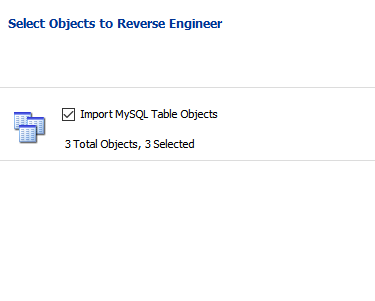 Select Objects to Reverse Engineer
Import MySQL Table Objects
3 Total Objects, 3 Selected